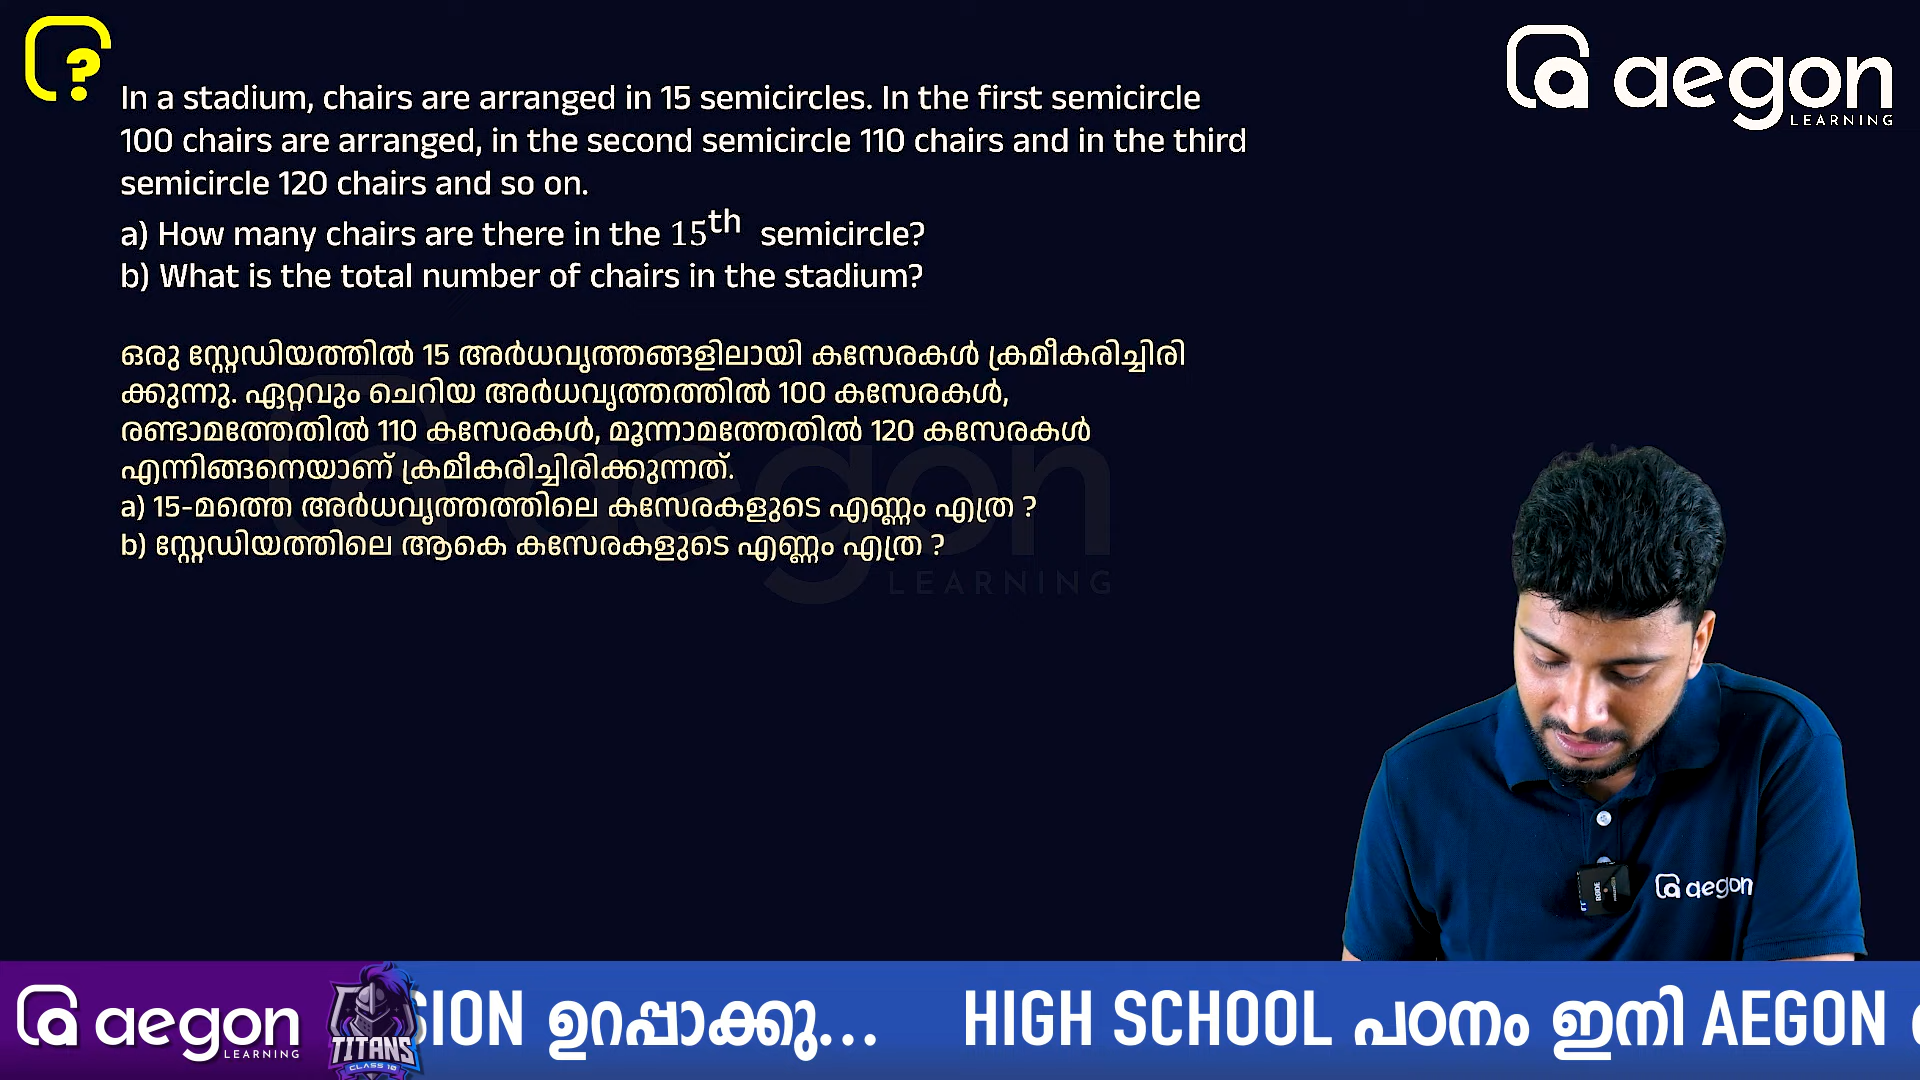 ?
aegon
LEARNING
In a stadium, chairs are arranged in 15 semicircles. In the first semicircle
100 chairs are arranged, in the second semicircle 110 chairs and in the third
semicircle 120 chairs and so on.
a) How many chairs are there in the 15th semicircle?
b) What is the total number of chairs in the stadium?
ഒരു സ്റ്റേഡിയത്തിൽ 15 അർധവൃത്തങ്ങളിലായി കസേരകൾ ക്രമീകരിച്ചിരി
ക്കുന്നു. ഏറ്റവും ചെറിയ അർധവൃത്തത്തിൽ 100 കസേരകൾ,
രണ്ടാമത്തേതിൽ 110 കസേരകൾ, മൂന്നാമത്തേതിൽ 120 കസേരകൾ
എന്നിങ്ങനെയാണ് ക്രമീകരിച്ചിരിക്കുന്നത്.
a) 15-മത്തെ അർധവൃത്തത്തിലെ കസേരകളുടെ എണ്ണം എത്ര ?
b) സ്റ്റേഡിയത്തിലെ ആകെ കസേരകളുടെ എണ്ണം എത്ര ?
aegon
LEARNING
RØDE
aegon
aegon
LEARNING
TITANS
CLASS 10
SION ഉറപ്പാക്കൂ... HIGH SCHOOL പഠനം ഇനി AEGON